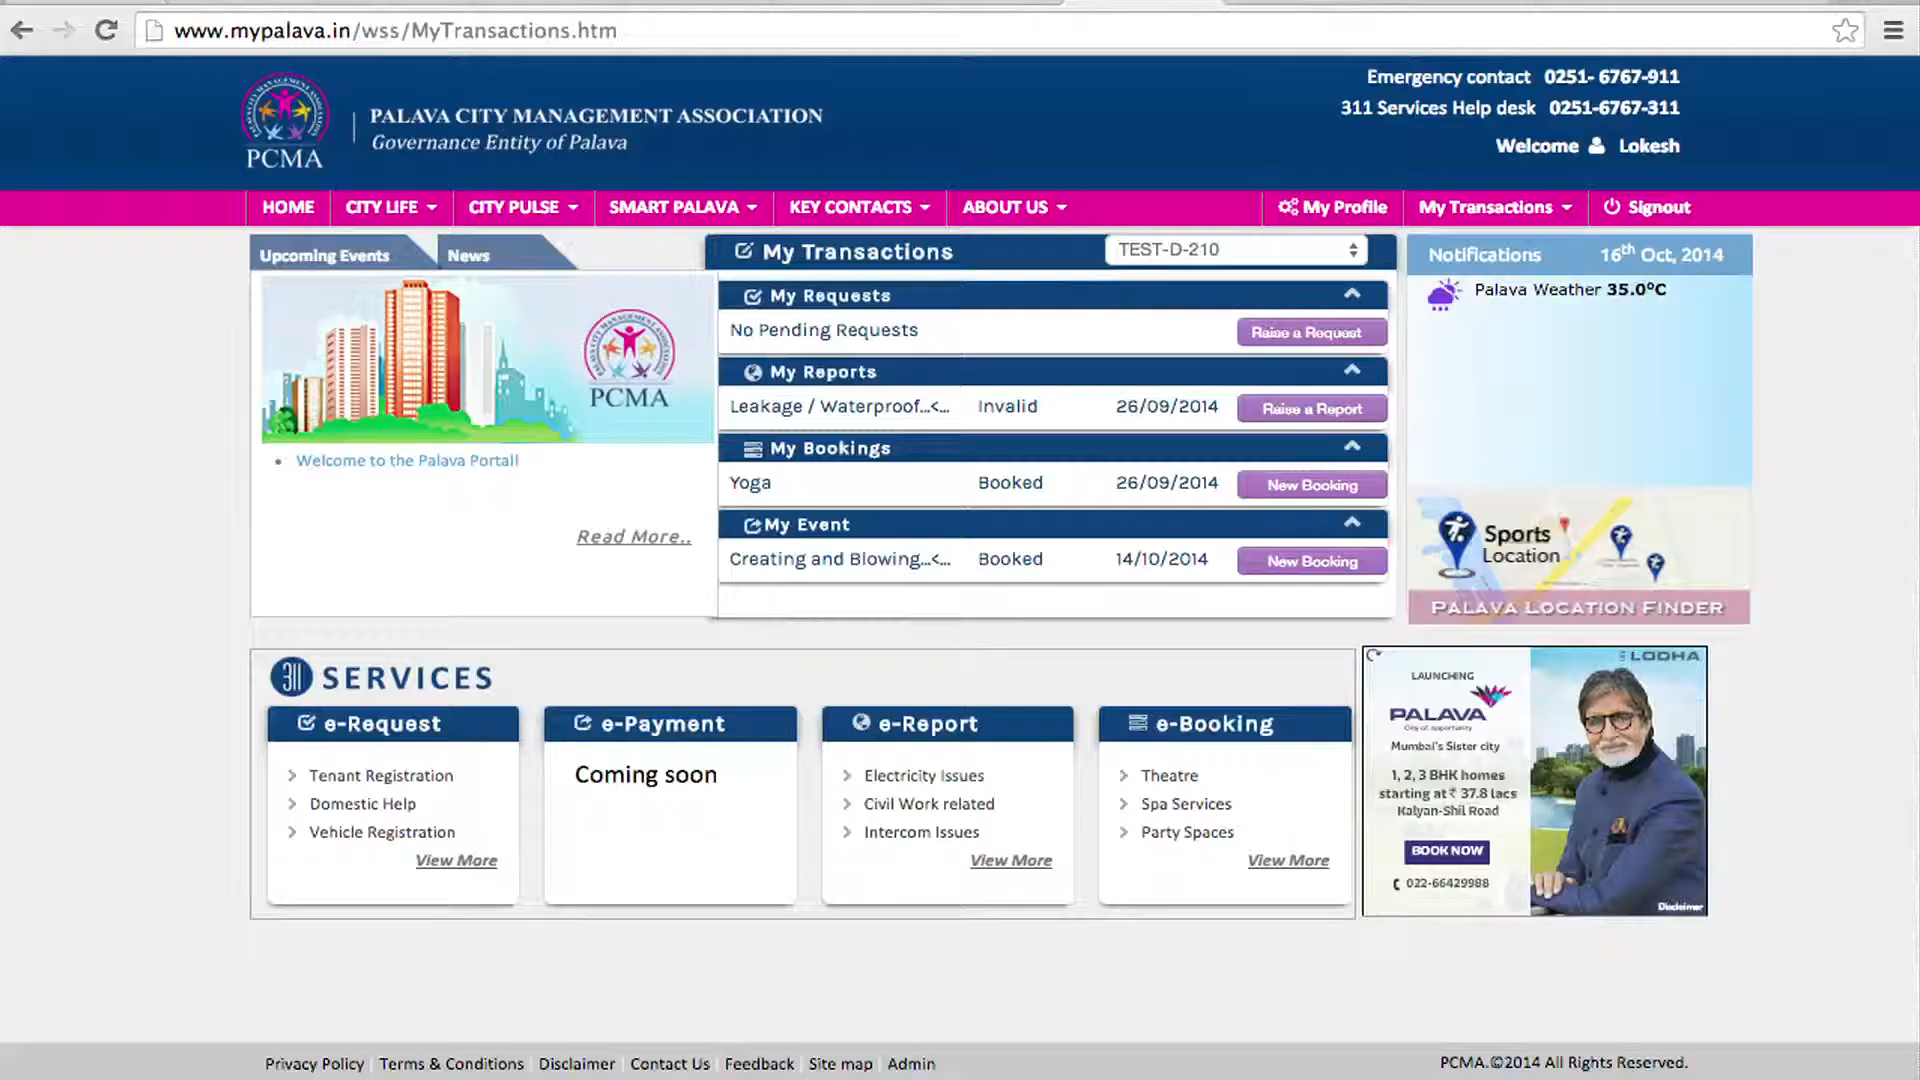 www.mypalava.in/wss/MyTransactions.htm
Emergency contact 0251- 6767-911
311 Services Help desk 0251-6767-311
Welcome Lokesh
PCMA
PALAVA CITY MANAGEMENT ASSOCIATION
Governance Entity of Palava
HOME CITY LIFE CITY PULSE SMART PALAVA KEY CONTACTS ABOUT US My Profile My Transactions Signout
Upcoming Events News
PCMA
Welcome to the Palava Portal!
Read More..
My Transactions TEST-D-210
My Requests
No Pending Requests Raise a Request
My Reports
Leakage / Waterproof...<... Invalid 26/09/2014 Raise a Report
My Bookings
Yoga Booked 26/09/2014 New Booking
My Event
Creating and Blowing...<... Booked 14/10/2014 New Booking
Notifications 16th Oct, 2014
Palava Weather 35.0ºC
Sports
Location
PALAVA LOCATION FINDER
311 SERVICES
e-Request
Tenant Registration
Domestic Help
Vehicle Registration
View More
e-Payment
Coming soon
e-Report
Electricity Issues
Civil Work related
Intercom Issues
View More
e-Booking
Theatre
Spa Services
Party Spaces
View More
LODHA
LAUNCHING
PALAVA
City of opportunity
Mumbai's Sister city
1, 2, 3 BHK homes
starting at ₹ 37.8 lacs
Kalyan-Shil Road
BOOK NOW
022-66429988
Disclaimer
Privacy Policy Terms & Conditions Disclaimer Contact Us Feedback Site map Admin
PCMA.©2014 All Rights Reserved.